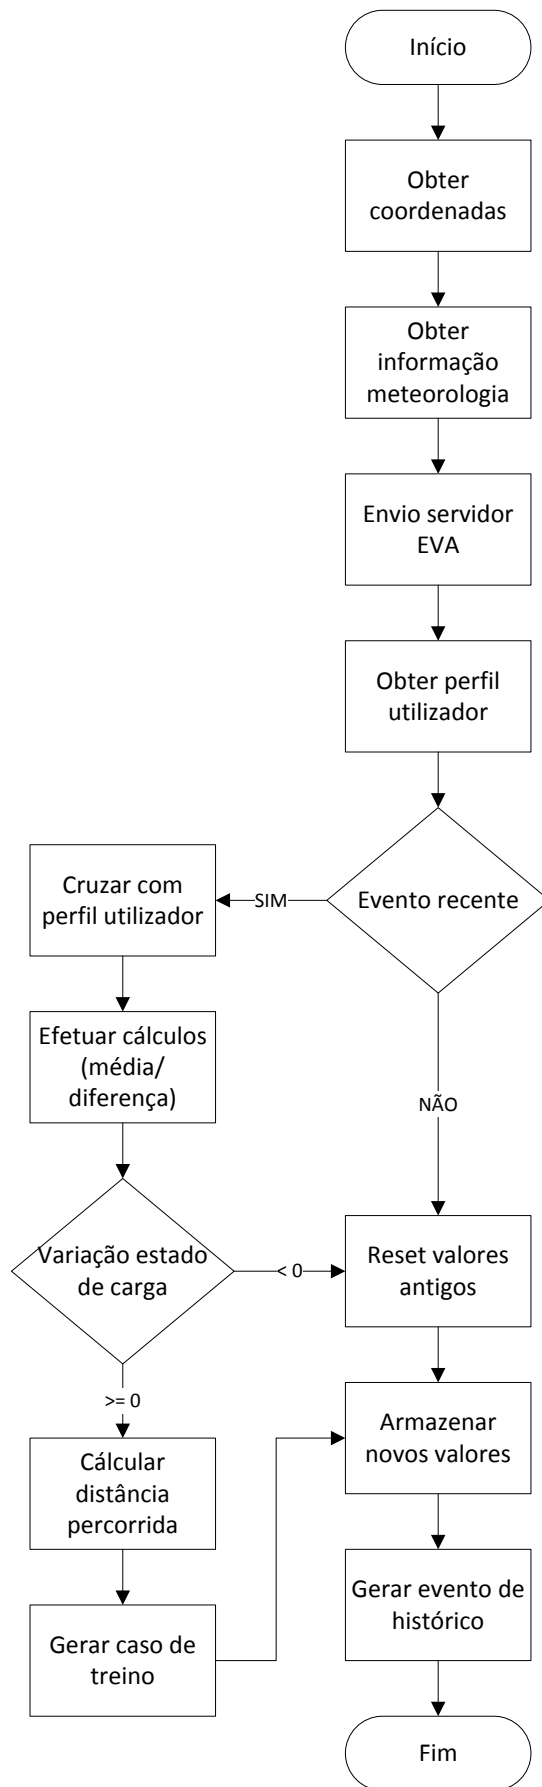 Início
Obter
coordenadas
Obter
informação
meteorologia
Envio servidor
EVA
Obter perfil
utilizador
Evento recente
SIM
Cruzar com
perfil utilizador
Efetuar cálculos
(média/
diferença)
NÃO
Variação estado
de carga
< 0
Reset valores
antigos
>= 0
Cálcular
distância
percorrida
Armazenar
novos valores
Gerar caso de
treino
Gerar evento de
histórico
Fim